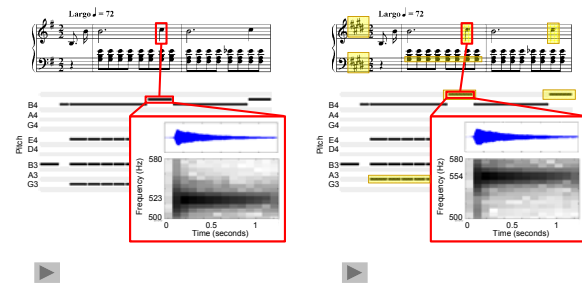 Largo ♩ = 72
B4
A4
G4
E4
D4
B3
A3
G3
Pitch
580
523
500
Frequency (Hz)
0 0.5 1
Time (seconds)
Largo ♩ = 72
B4
A4
G4
E4
D4
B3
A3
G3
Pitch
580
554
500
Frequency (Hz)
0 0.5 1
Time (seconds)